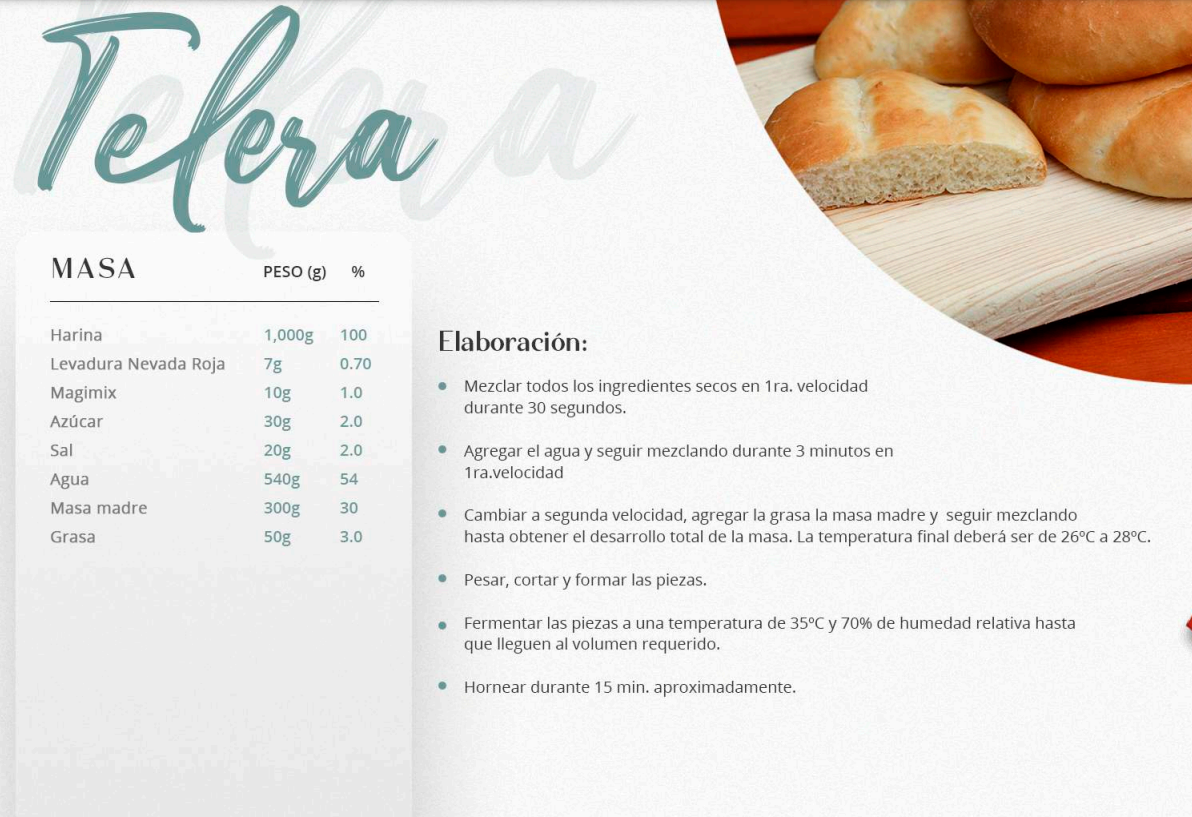 Telera
MASA PESO (g) %
Harina 1,000g 100
Levadura Nevada Roja 7g 0.70
Magimix 10g 1.0
Azúcar 30g 2.0
Sal 20g 2.0
Agua 540g 54
Masa madre 300g 30
Grasa 50g 3.0
Elaboración:
• Mezclar todos los ingredientes secos en 1ra. velocidad
durante 30 segundos.
• Agregar el agua y seguir mezclando durante 3 minutos en
1ra.velocidad
• Cambiar a segunda velocidad, agregar la grasa la masa madre y seguir mezclando
hasta obtener el desarrollo total de la masa. La temperatura final deberá ser de 26ºC a 28ºC.
• Pesar, cortar y formar las piezas.
• Fermentar las piezas a una temperatura de 35ºC y 70% de humedad relativa hasta
que lleguen al volumen requerido.
• Hornear durante 15 min. aproximadamente.